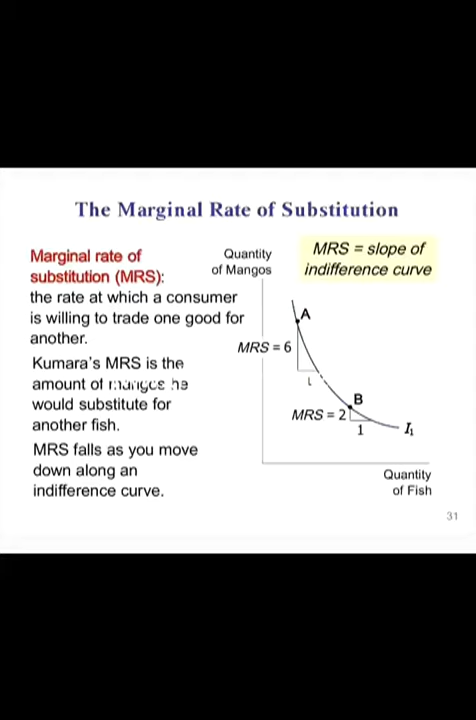 The Marginal Rate of Substitution
Marginal rate of
substitution (MRS):
the rate at which a consumer
is willing to trade one good for
another.
Kumara's MRS is the
amount of mangos he
would substitute for
another fish.
MRS falls as you move
down along an
indifference curve.
Quantity
of Mangos
MRS = slope of
indifference curve
A
MRS = 6
1
B
MRS = 2
1
I₁
Quantity
of Fish
31